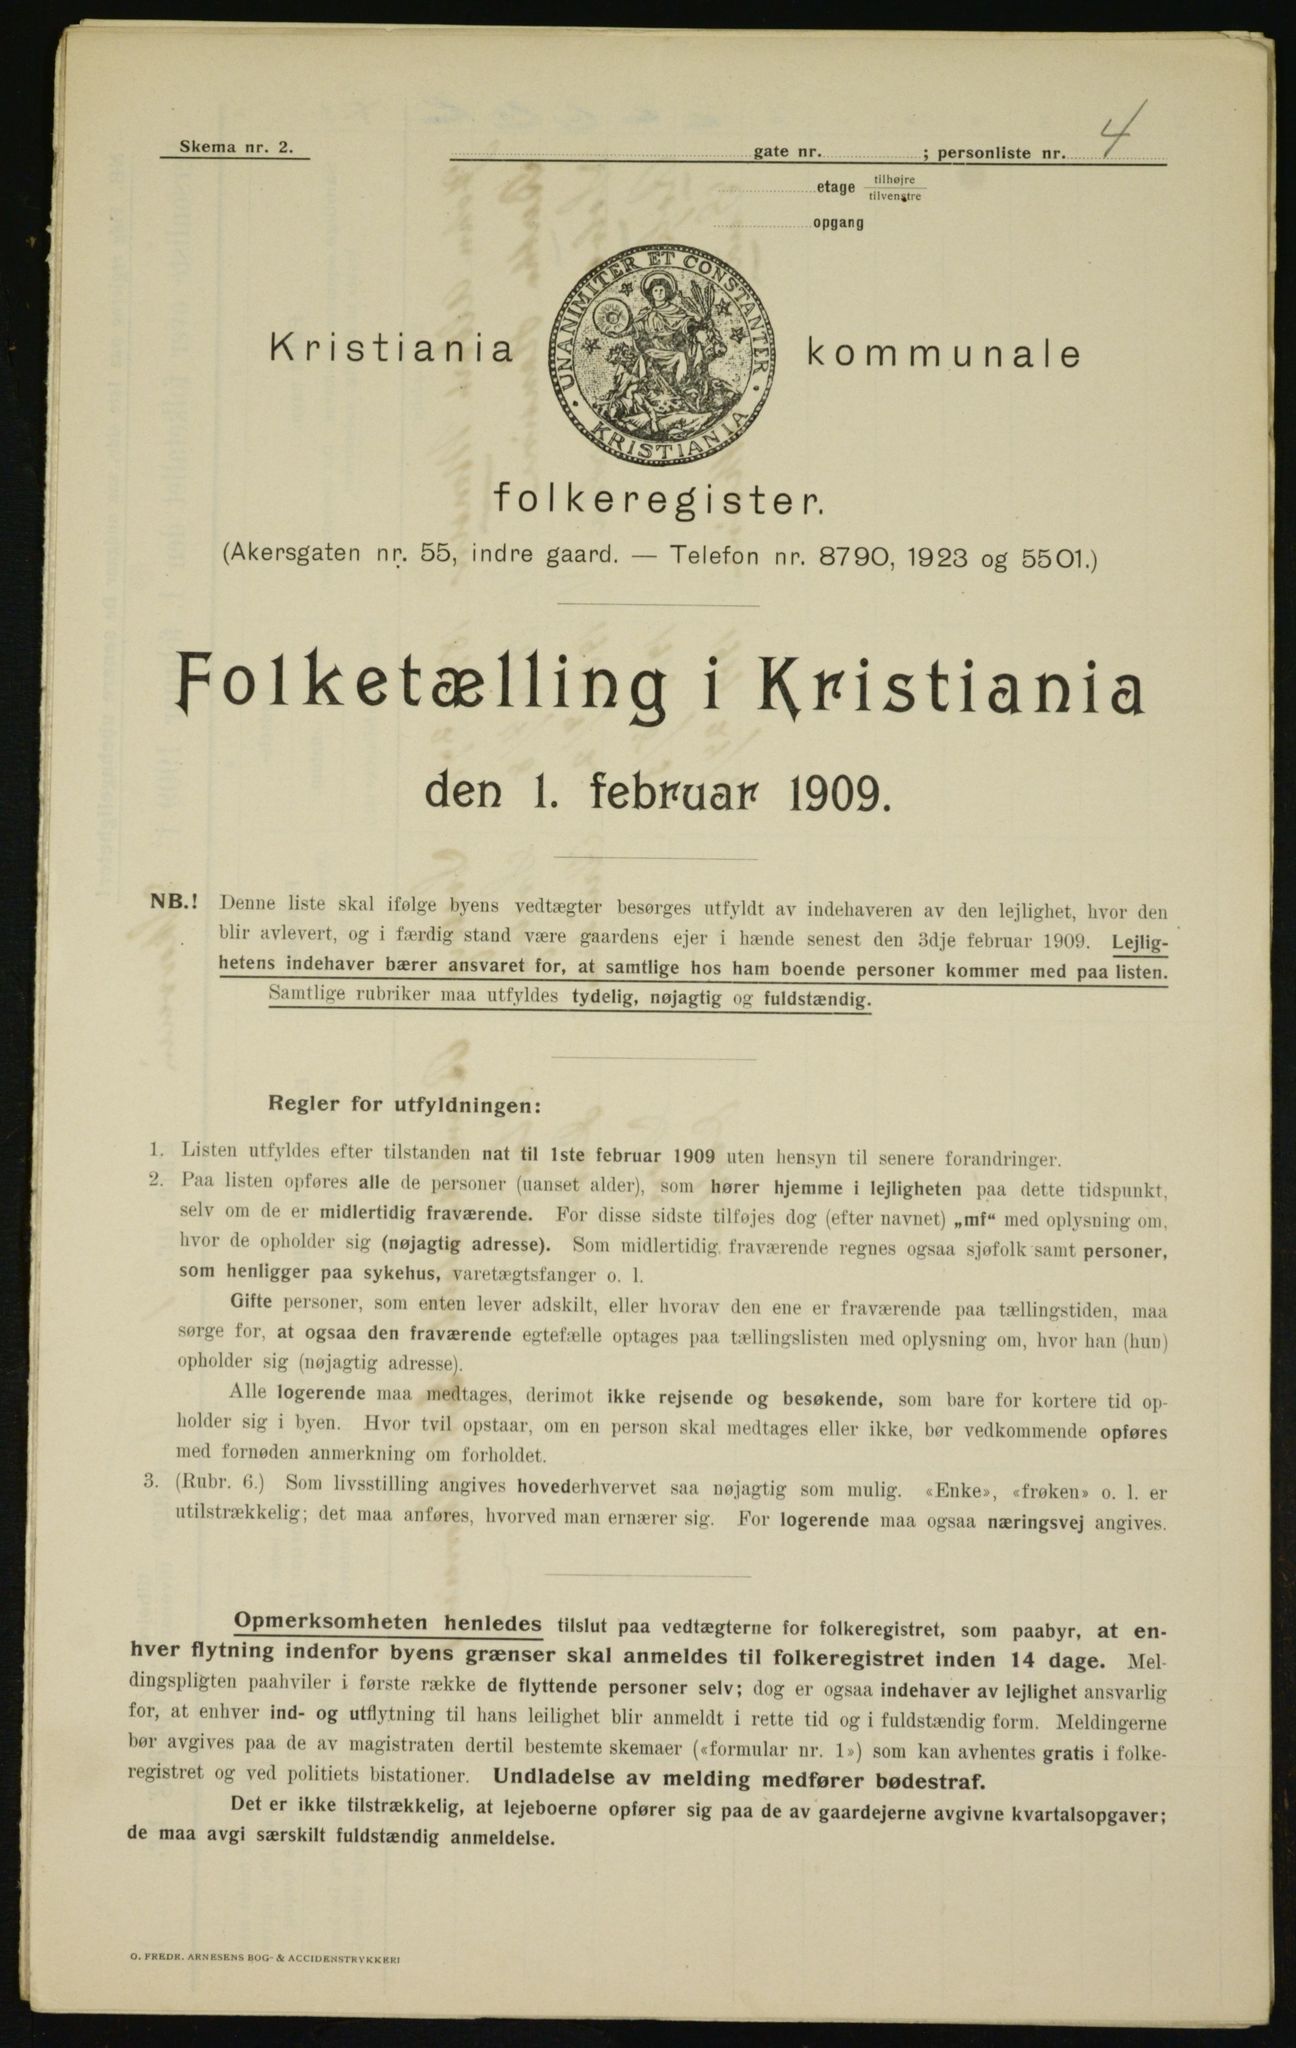 Skema nr. 2.
gate nr. ; personliste nr. 4
etage tilhøjre
tilvenstre
opgang
UNANIMITER ET CONSTANTER
KRISTIANIA
Kristiania kommunale
folkeregister.
(Akersgaten nr. 55, indre gaard. — Telefon nr. 8790, 1923 og 5501.)
Folketælling i Kristiania
den 1. februar 1909.
NB.! Denne liste skal ifølge byens vedtægter besørges utfyldt av indehaveren av den lejlighet, hvor den
blir avlevert, og i færdig stand være gaardens ejer i hænde senest den 3dje februar 1909. Lejlig-
hetens indehaver bærer ansvaret for, at samtlige hos ham boende personer kommer med paa listen.
Samtlige rubriker maa utfyldes tydelig, nøjagtig og fuldstændig.
Regler for utfyldningen:
1. Listen utfyldes efter tilstanden nat til 1ste februar 1909 uten hensyn til senere forandringer.
2. Paa listen opføres alle de personer (uanset alder), som hører hjemme i lejligheten paa dette tidspunkt,
selv om de er midlertidig fraværende. For disse sidste tilføjes dog (efter navnet) „mf“ med oplysning om,
hvor de opholder sig (nøjagtig adresse). Som midlertidig fraværende regnes ogsaa sjøfolk samt personer,
som henligger paa sykehus, varetægtsfanger o. l.
Gifte personer, som enten lever adskilt, eller hvorav den ene er fraværende paa tællingstiden, maa
sørge for, at ogsaa den fraværende egtefælle optages paa tællingslisten med oplysning om, hvor han (hun)
opholder sig (nøjagtig adresse).
Alle logerende maa medtages, derimot ikke rejsende og besøkende, som bare for kortere tid op-
holder sig i byen. Hvor tvil opstaar, om en person skal medtages eller ikke, bør vedkommende opføres
med fornøden anmerkning om forholdet.
3. (Rubr. 6.) Som livsstilling angives hovederhvervet saa nøjagtig som mulig. «Enke», «frøken» o. l. er
utilstrækkelig; det maa anføres, hvorved man ernærer sig. For logerende maa ogsaa næringsvej angives.
Opmerksomheten henledes tilslut paa vedtægterne for folkeregistret, som paabyr, at en-
hver flytning indenfor byens grænser skal anmeldes til folkeregistret inden 14 dage. Mel-
dingspligten paahviler i første række de flyttende personer selv; dog er ogsaa indehaver av lejlighet ansvarlig
for, at enhver ind- og utflytning til hans leilighet blir anmeldt i rette tid og i fuldstændig form. Meldingerne
bør avgives paa de av magistraten dertil bestemte skemaer («formular nr. 1») som kan avhentes gratis i folke-
registret og ved politiets bistationer. Undladelse av melding medfører bødestraf.
Det er ikke tilstrækkelig, at lejeboerne opfører sig paa de av gaardejerne avgivne kvartalsopgaver;
de maa avgi særskilt fuldstændig anmeldelse.
O. FREDR. ARNESENS BOG- & ACCIDENSTRYKKERI